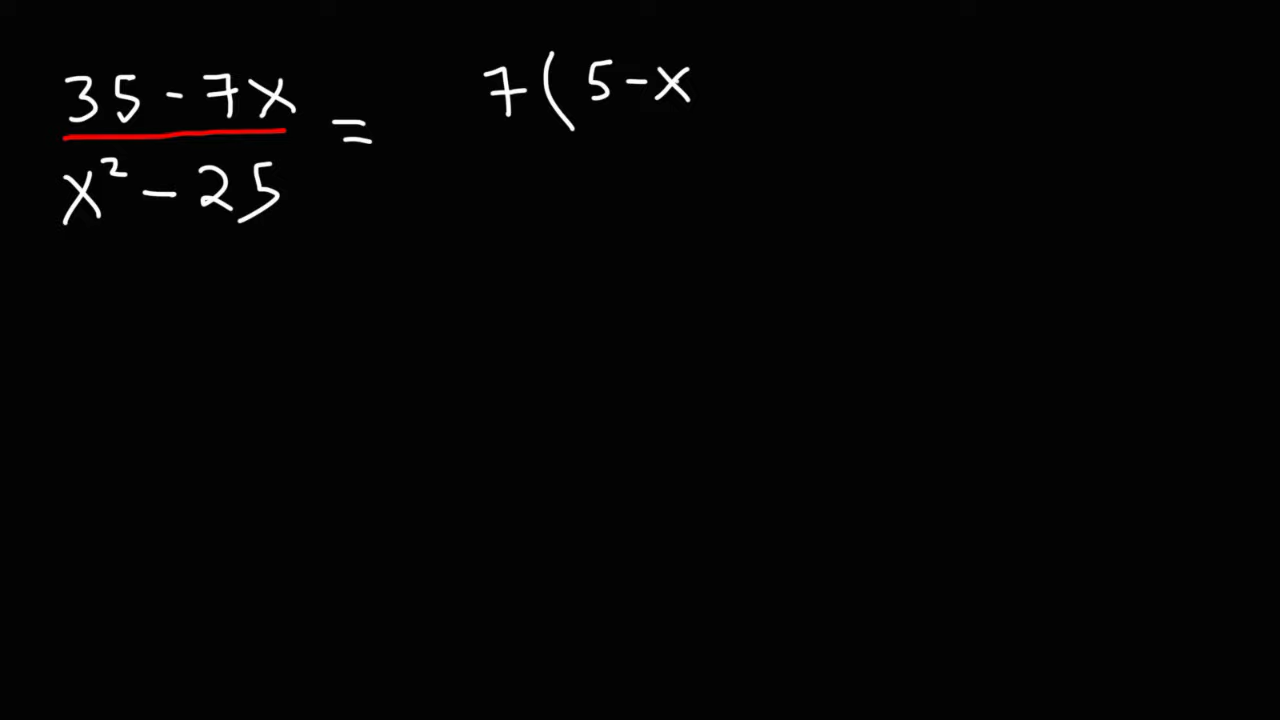 35 - 7x
x² - 25
=
7(5-x